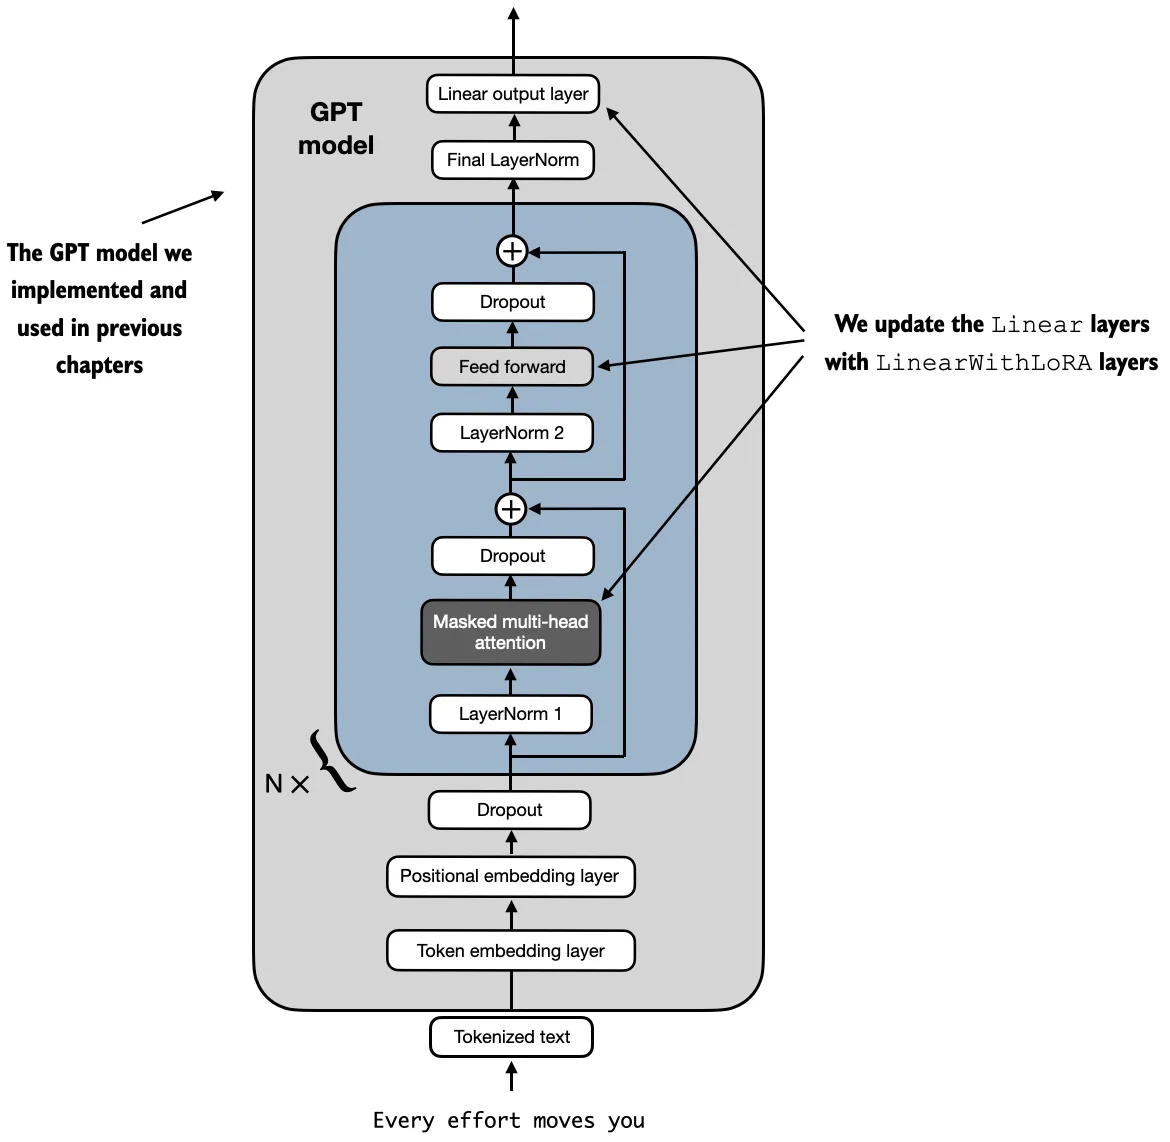 GPT
model
Linear output layer
Final LayerNorm
The GPT model we
implemented and
used in previous
chapters
Dropout
Feed forward
LayerNorm 2
We update the Linear layers
with LinearWithLoRA layers
Dropout
Masked multi-head
attention
LayerNorm 1
N×{
Dropout
Positional embedding layer
Token embedding layer
Tokenized text
Every effort moves you